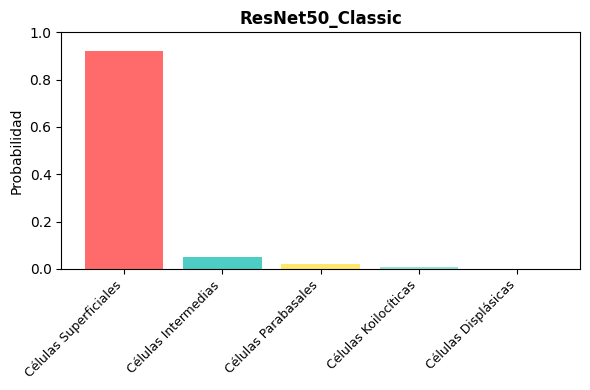 ResNet50_Classic
Probabilidad
1.0
0.8
0.6
0.4
0.2
0.0
Células Superficiales
Células Intermedias
Células Parabasales
Células Koilocíticas
Células Displásicas